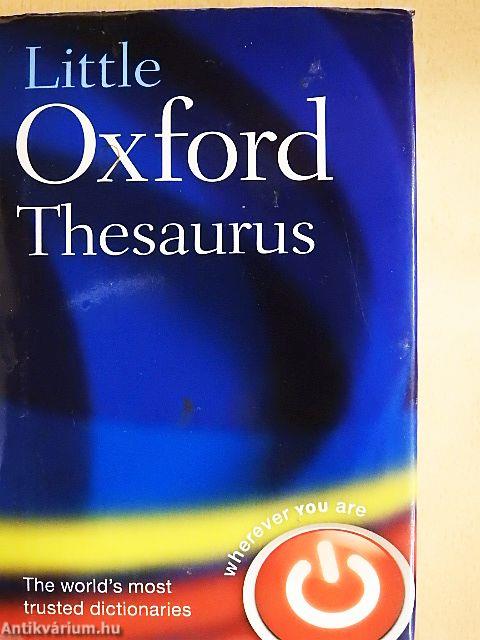 Little
Oxford
Thesaurus
wherever YOU are
The world's most
trusted dictionaries
Antikvárium.hu